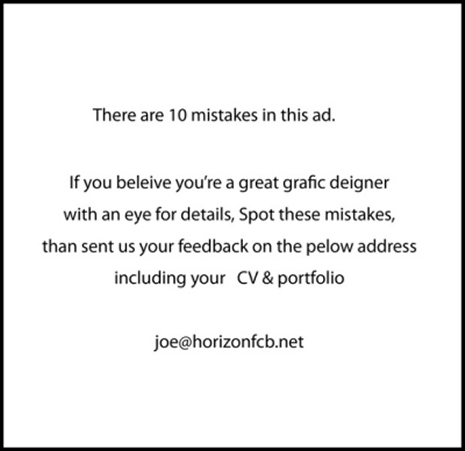 There are 10 mistakes in this ad.
If you beleive you're a great grafic deigner
with an eye for details, Spot these mistakes,
than sent us your feedback on the pelow address
including your   CV & portfolio
joe@horizonfcb.net